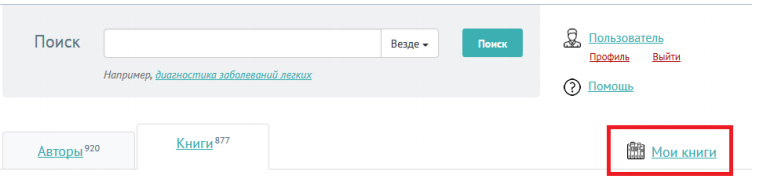 Поиск
Везде
Поиск
Например, диагностика заболеваний легких
Пользователь
Профиль Выйти
? Помощь
Авторы 920
Книги 877
Мои книги